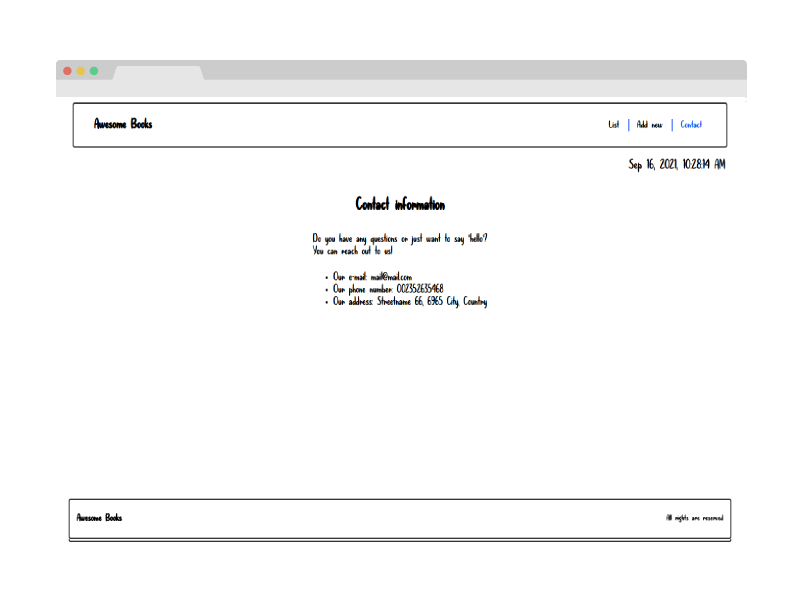 Awesome Books
List | Add new | Contact
Sep 16, 2021, 10:28:14 AM
Contact information
Do you have any questions or just want to say "hello"?
You can reach out to us!
• Our e-mail: mail@mail.com
• Our phone number: 002352635468
• Our address: Streetname 66, 6965 City, Country
Awesome Books
All rights are reserved